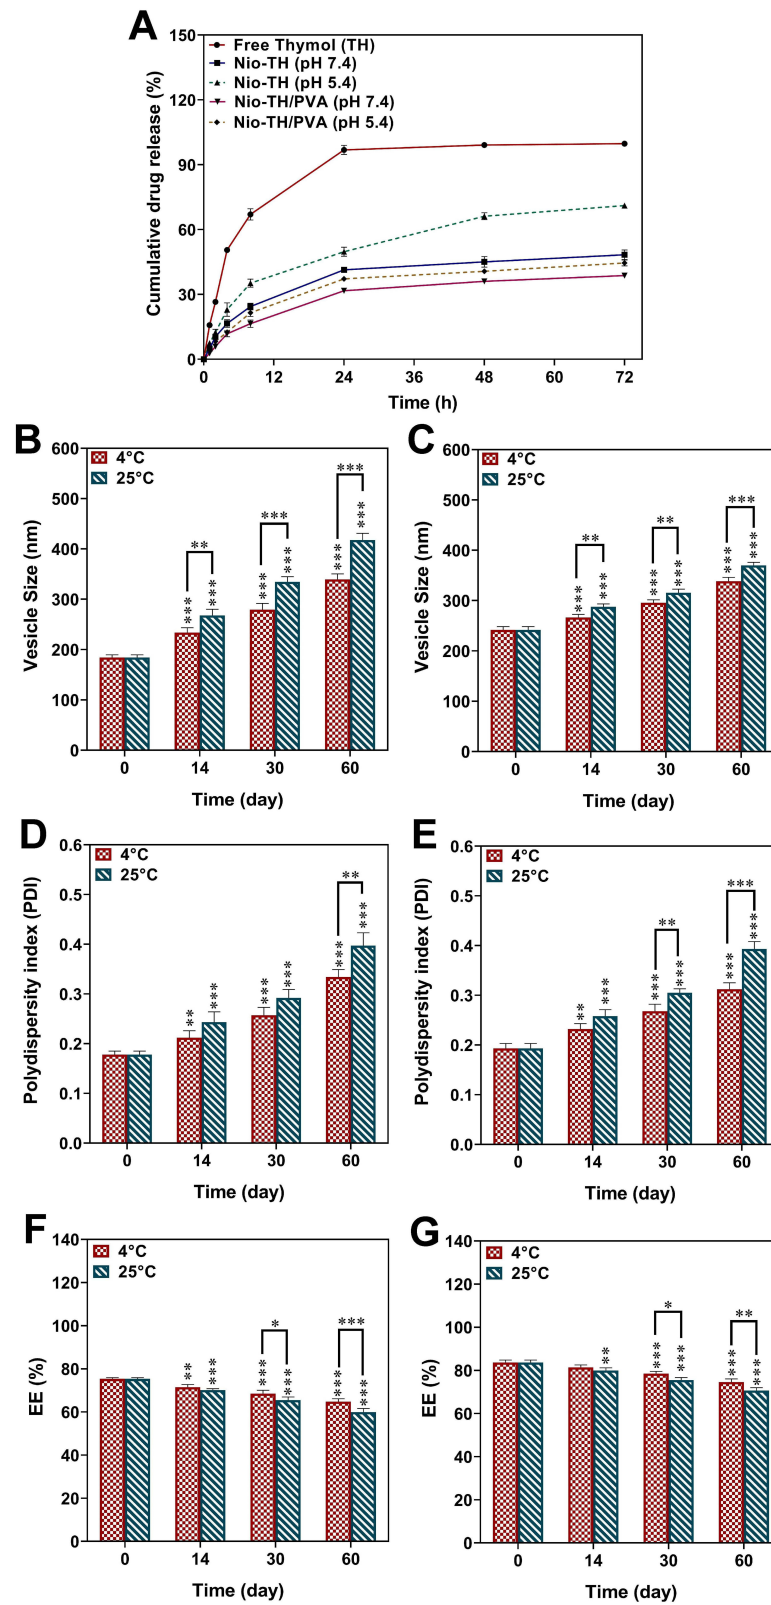 A
150
120
90
60
30
0
Cumulative drug release (%)
Free Thymol (TH)
Nio-TH (pH 7.4)
Nio-TH (pH 5.4)
Nio-TH/PVA (pH 7.4)
Nio-TH/PVA (pH 5.4)
0 12 24 36 48 60 72
Time (h)
B
600
500
400
300
200
100
0
Vesicle Size (nm)
4°C
25°C
** *** ***
*** *** *** *** *** ***
0 14 30 60
Time (day)
C
600
500
400
300
200
100
0
Vesicle Size (nm)
4°C
25°C
** ** ***
*** *** *** *** *** ***
0 14 30 60
Time (day)
D
0.6
0.5
0.4
0.3
0.2
0.1
0.0
Polydispersity index (PDI)
4°C
25°C
**
** *** *** *** *** ***
0 14 30 60
Time (day)
E
0.6
0.5
0.4
0.3
0.2
0.1
0.0
Polydispersity index (PDI)
4°C
25°C
** ***
** *** *** *** *** ***
0 14 30 60
Time (day)
F
140
120
100
80
60
40
20
0
EE (%)
4°C
25°C
* ***
** *** *** *** *** ***
0 14 30 60
Time (day)
G
140
120
100
80
60
40
20
0
EE (%)
4°C
25°C
* **
** *** *** *** ***
0 14 30 60
Time (day)